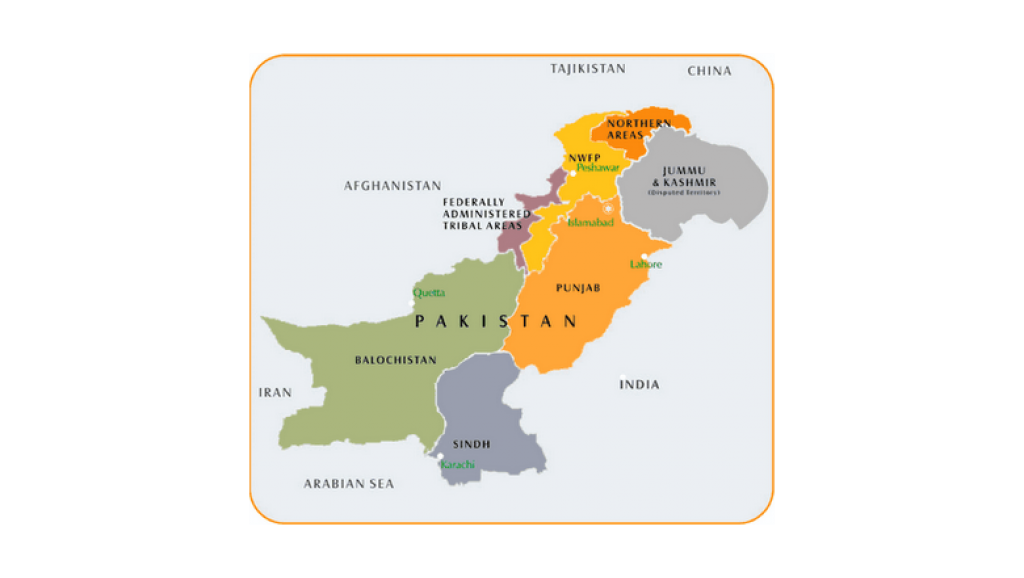 TAJIKISTAN
CHINA
NORTHERN
AREAS
NWFP
Peshawar
JUMMU
& KASHMIR
(Disputed Territory)
AFGHANISTAN
FEDERALLY
ADMINISTERED
TRIBAL AREAS
Islamabad
Lahore
PUNJAB
Quetta
PAKISTAN
BALOCHISTAN
INDIA
IRAN
SINDH
Karachi
ARABIAN SEA